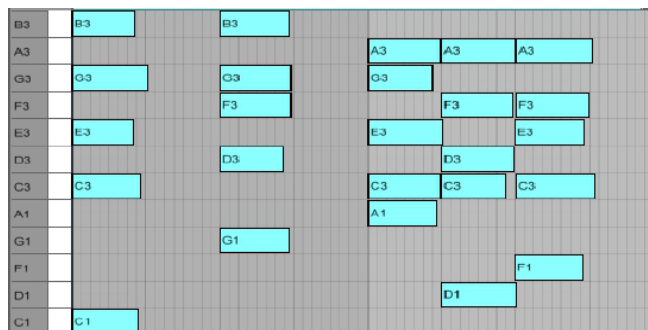 B3 B3 B3
A3 A3 A3 A3
G3 G3 G3 G3
F3 F3 F3 F3
E3 E3 E3 E3
D3 D3 D3
C3 C3 C3 C3 C3
A1 A1
G1 G1
F1 F1
D1 D1
C1 C1